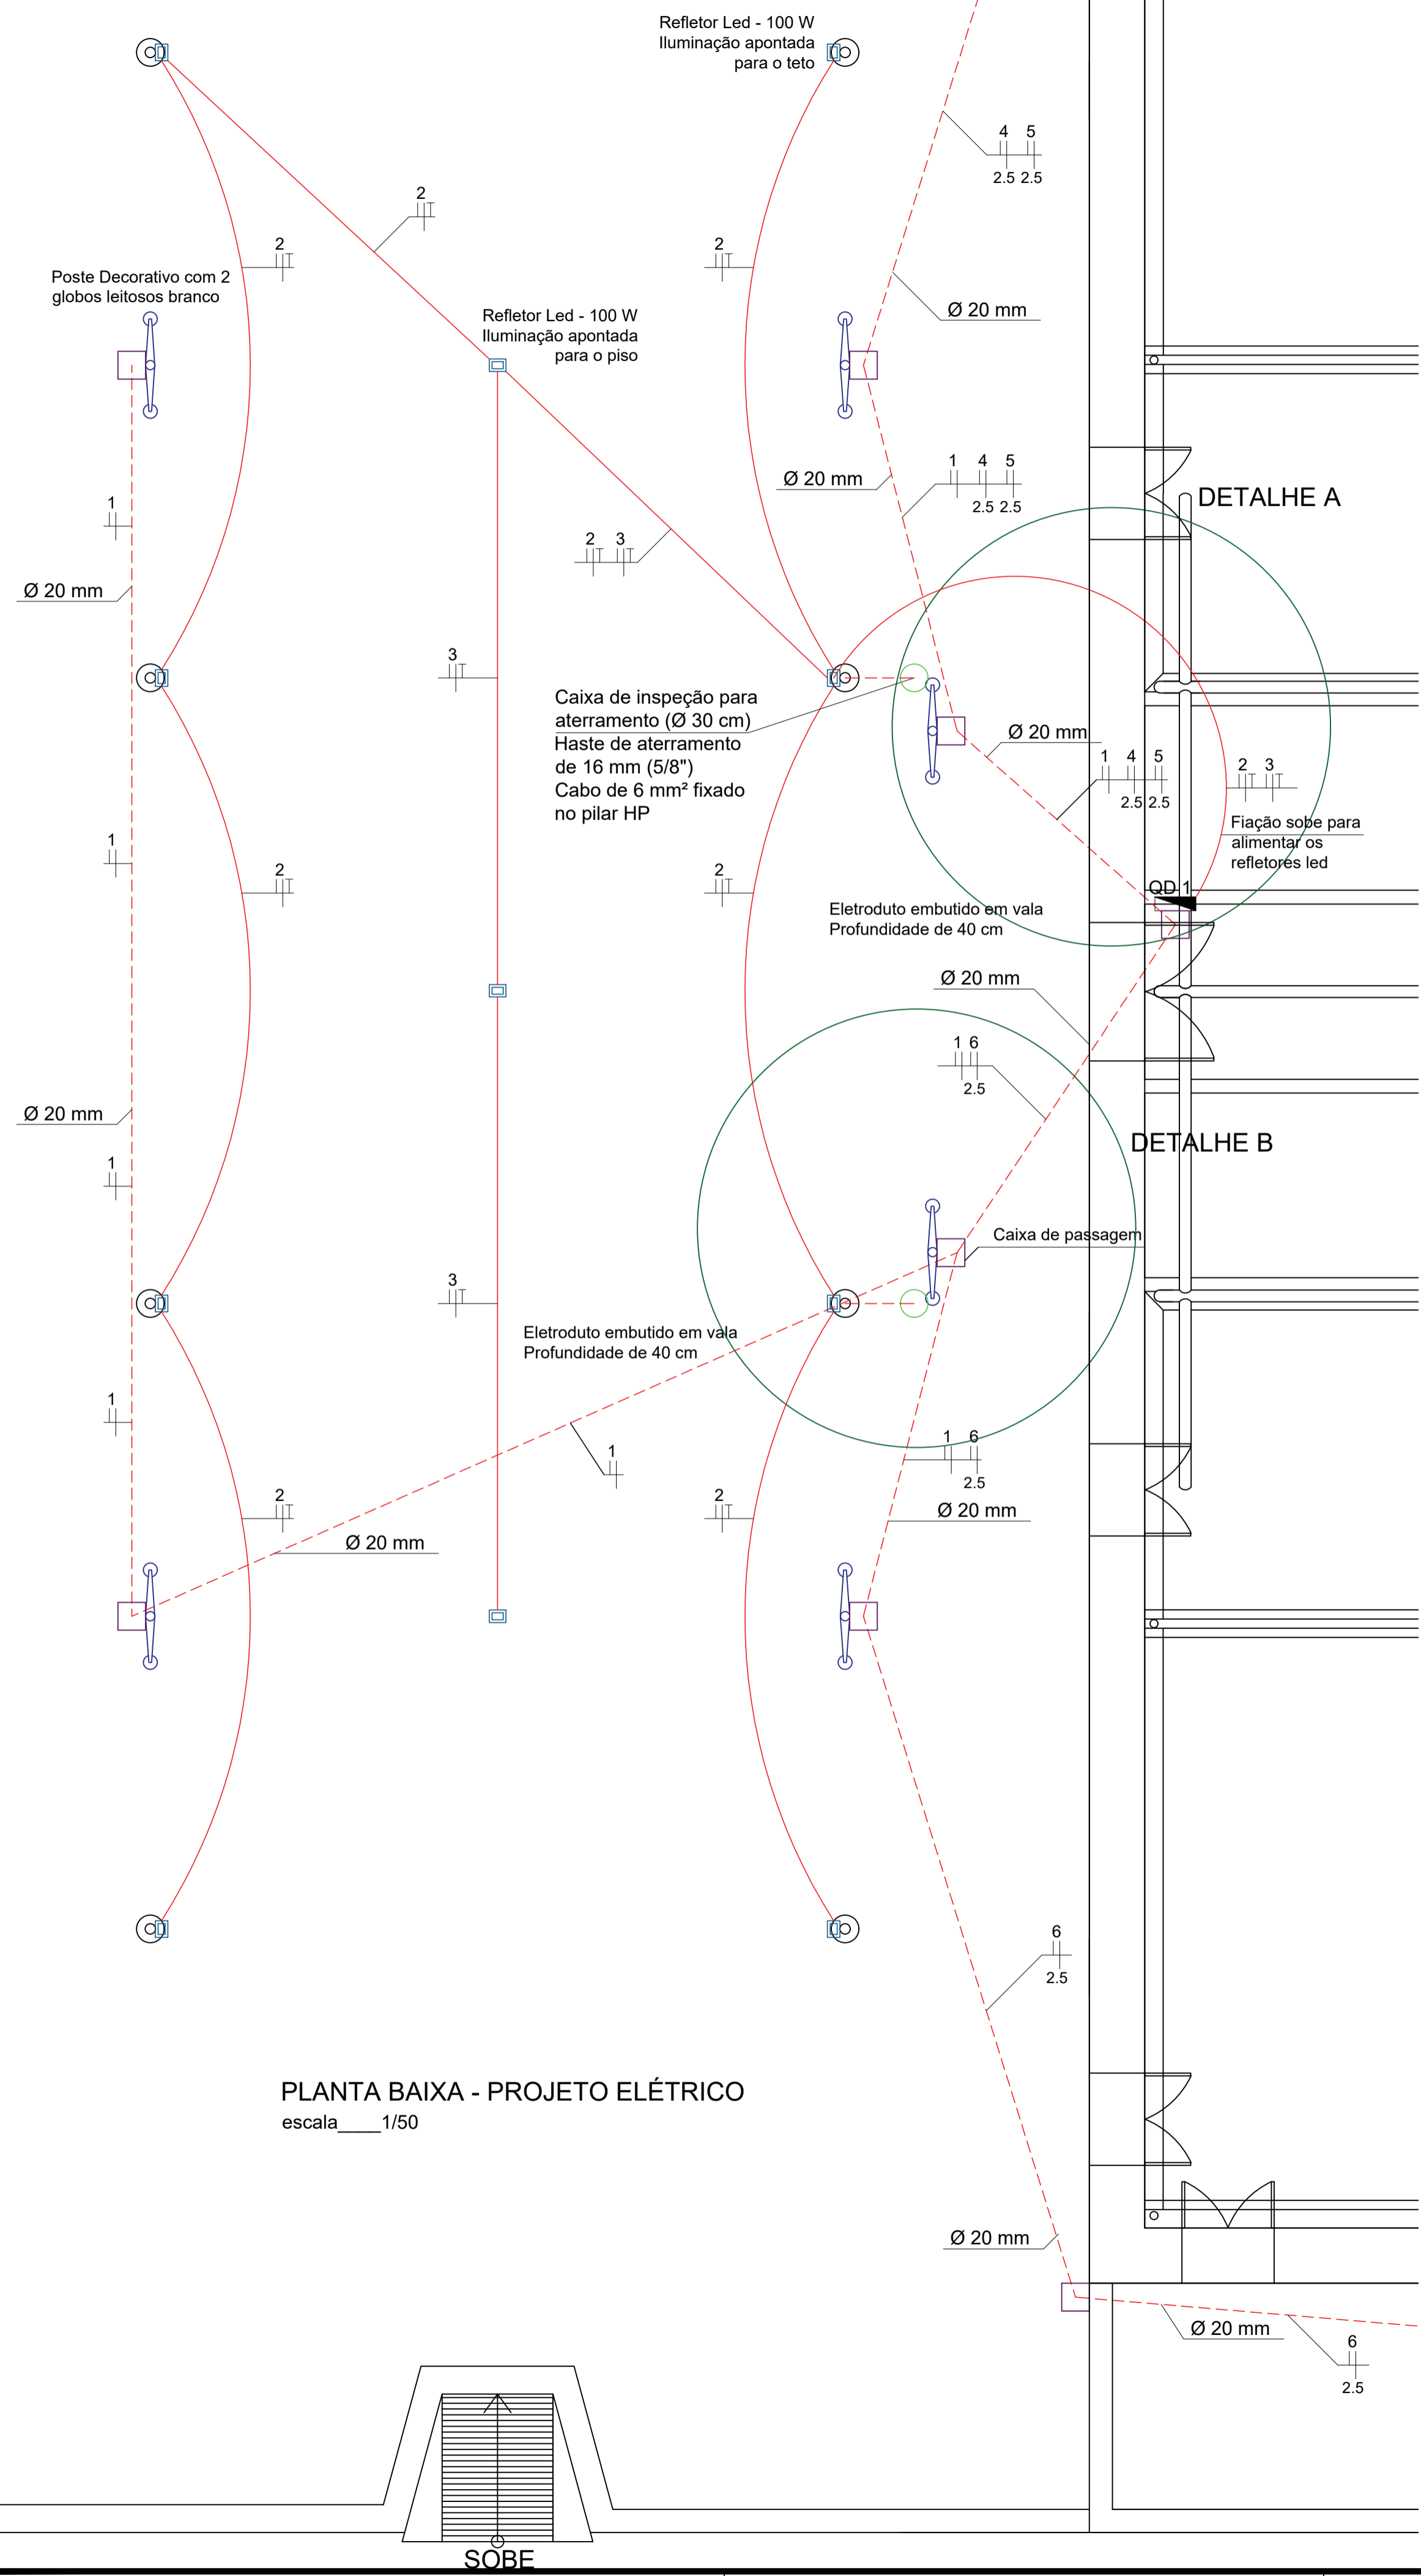 Refletor Led - 100 W
Iluminação apontada
para o teto
4 5
2.5 2.5
2
2
2
Poste Decorativo com 2
globos leitosos branco
Ø 20 mm
Refletor Led - 100 W
Iluminação apontada
para o piso
1 4 5
2.5 2.5
Ø 20 mm
DETALHE A
1
2 3
Ø 20 mm
3
Caixa de inspeção para
aterramento (Ø 30 cm)
Haste de aterramento
de 16 mm (5/8")
Cabo de 6 mm² fixado
no pilar HP
Ø 20 mm
1 4 5
2.5 2.5
2 3
Fiação sobe para
alimentar os
refletores led
1
2
2
QD 1
Eletroduto embutido em vala
Profundidade de 40 cm
Ø 20 mm
1 6
2.5
Ø 20 mm
DETALHE B
1
Caixa de passagem
3
Eletroduto embutido em vala
Profundidade de 40 cm
1
1
1 6
2.5
2
2
Ø 20 mm
Ø 20 mm
6
2.5
PLANTA BAIXA - PROJETO ELÉTRICO
escala____1/50
Ø 20 mm
Ø 20 mm
6
2.5
SOBE